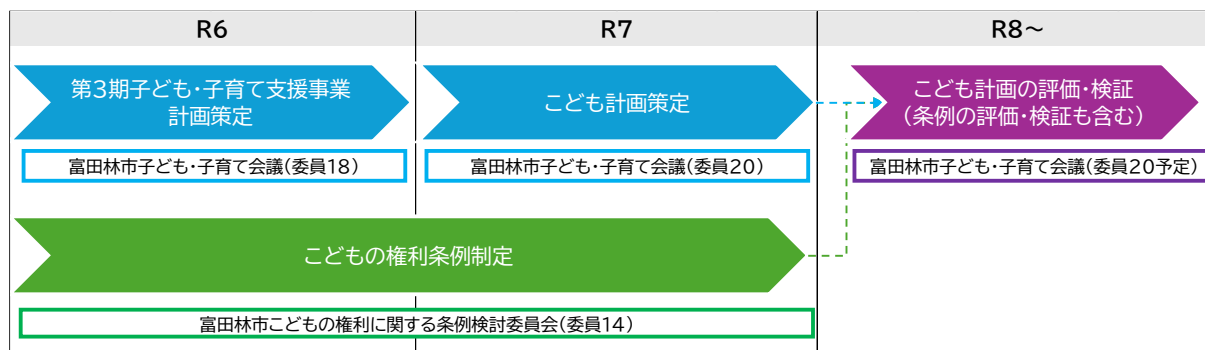 R6
R7
R8～
第3期子ども・子育て支援事業
計画策定
こども計画策定
こども計画の評価・検証
(条例の評価・検証も含む)
富田林市子ども・子育て会議(委員18)
富田林市子ども・子育て会議(委員20)
富田林市子ども・子育て会議(委員20予定)
こどもの権利条例制定
富田林市こどもの権利に関する条例検討委員会(委員14)